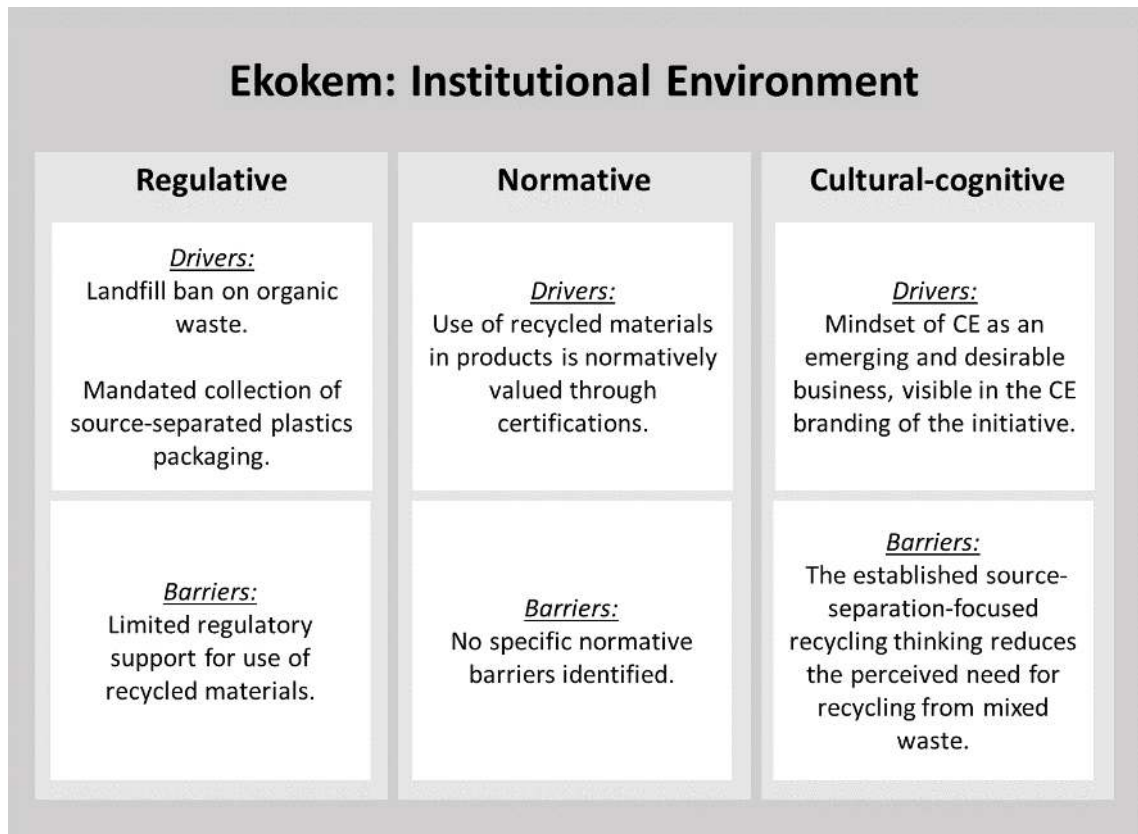 Ekokem: Institutional Environment
Regulative
Drivers:
Landfill ban on organic
waste.
Mandated collection of
source-separated plastics
packaging.
Barriers:
Limited regulatory
support for use of
recycled materials.
Normative
Drivers:
Use of recycled materials
in products is normatively
valued through
certifications.
Barriers:
No specific normative
barriers identified.
Cultural-cognitive
Drivers:
Mindset of CE as an
emerging and desirable
business, visible in the CE
branding of the initiative.
Barriers:
The established source-
separation-focused
recycling thinking reduces
the perceived need for
recycling from mixed
waste.